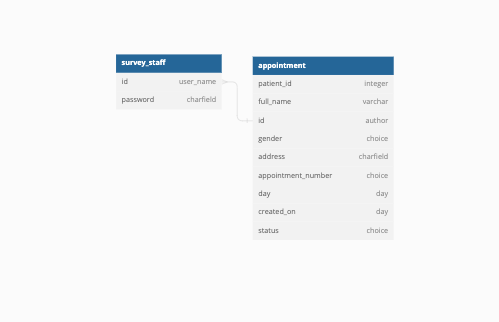 survey_staff
id user_name
password charfield
appointment
patient_id integer
full_name varchar
id author
gender choice
address charfield
appointment_number choice
day day
created_on day
status choice